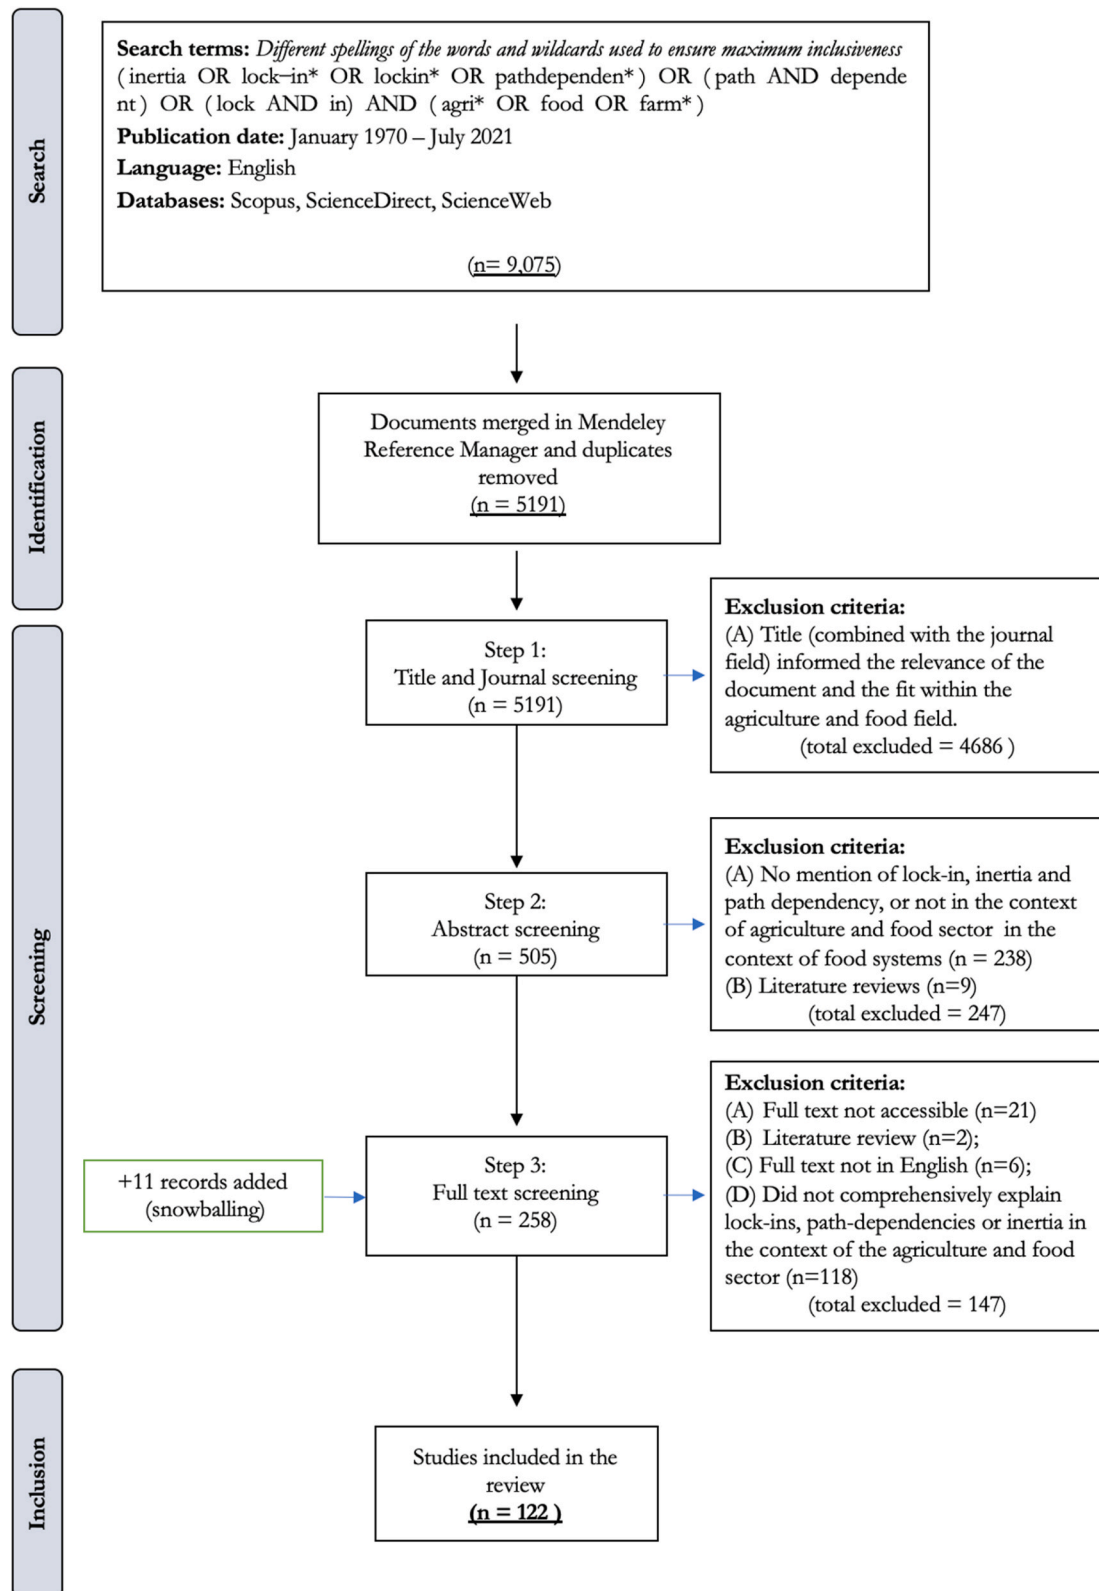 Search
Search terms: Different spellings of the words and wildcards used to ensure maximum inclusiveness
(inertia OR lock–in* OR lockin* OR pathdependen*) OR (path AND depende
nt) OR (lock AND in) AND (agri* OR food OR farm*)
Publication date: January 1970 – July 2021
Language: English
Databases: Scopus, ScienceDirect, ScienceWeb
(n= 9,075)
Identification
Documents merged in Mendeley
Reference Manager and duplicates
removed
(n = 5191)
Screening
Step 1:
Title and Journal screening
(n = 5191)
Exclusion criteria:
(A) Title (combined with the journal
field) informed the relevance of the
document and the fit within the
agriculture and food field.
(total excluded = 4686 )
Step 2:
Abstract screening
(n = 505)
Exclusion criteria:
(A) No mention of lock-in, inertia and
path dependency, or not in the context
of agriculture and food sector in the
context of food systems (n = 238)
(B) Literature reviews (n=9)
(total excluded = 247)
+11 records added
(snowballing)
Step 3:
Full text screening
(n = 258)
Exclusion criteria:
(A) Full text not accessible (n=21)
(B) Literature review (n=2);
(C) Full text not in English (n=6);
(D) Did not comprehensively explain
lock-ins, path-dependencies or inertia in
the context of the agriculture and food
sector (n=118)
(total excluded = 147)
Inclusion
Studies included in the
review
(n = 122 )